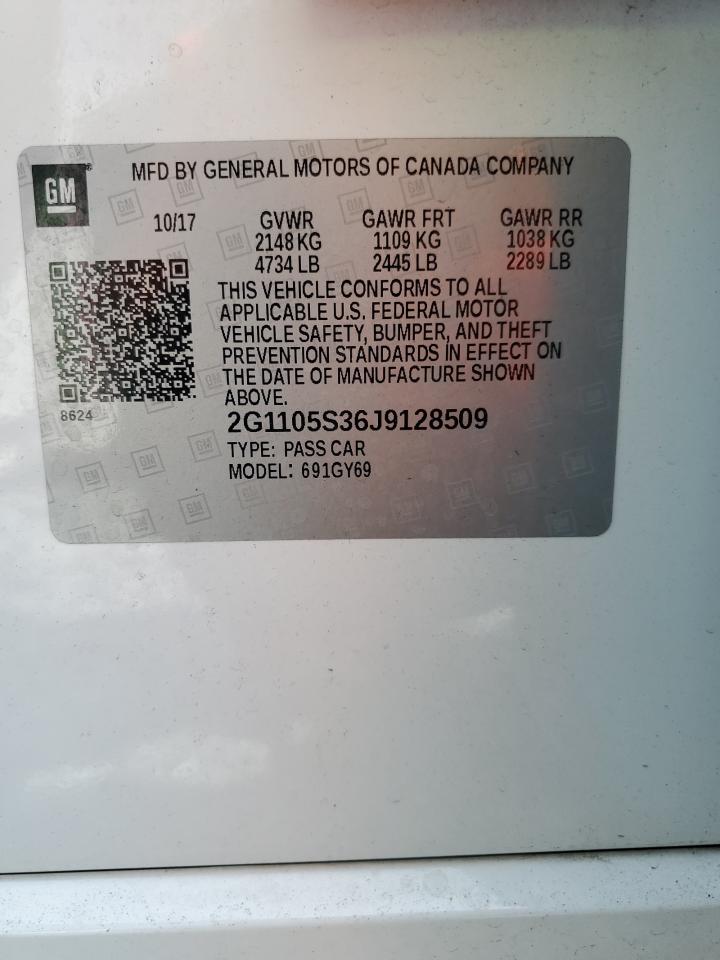 GM
MFD BY GENERAL MOTORS OF CANADA COMPANY
10/17 GVWR GAWR FRT GAWR RR
2148 KG 1109 KG 1038 KG
4734 LB 2445 LB 2289 LB
THIS VEHICLE CONFORMS TO ALL
APPLICABLE U.S. FEDERAL MOTOR
VEHICLE SAFETY, BUMPER, AND THEFT
PREVENTION STANDARDS IN EFFECT ON
THE DATE OF MANUFACTURE SHOWN
ABOVE.
8624
2G1105S36J9128509
TYPE: PASS CAR
MODEL: 691GY69